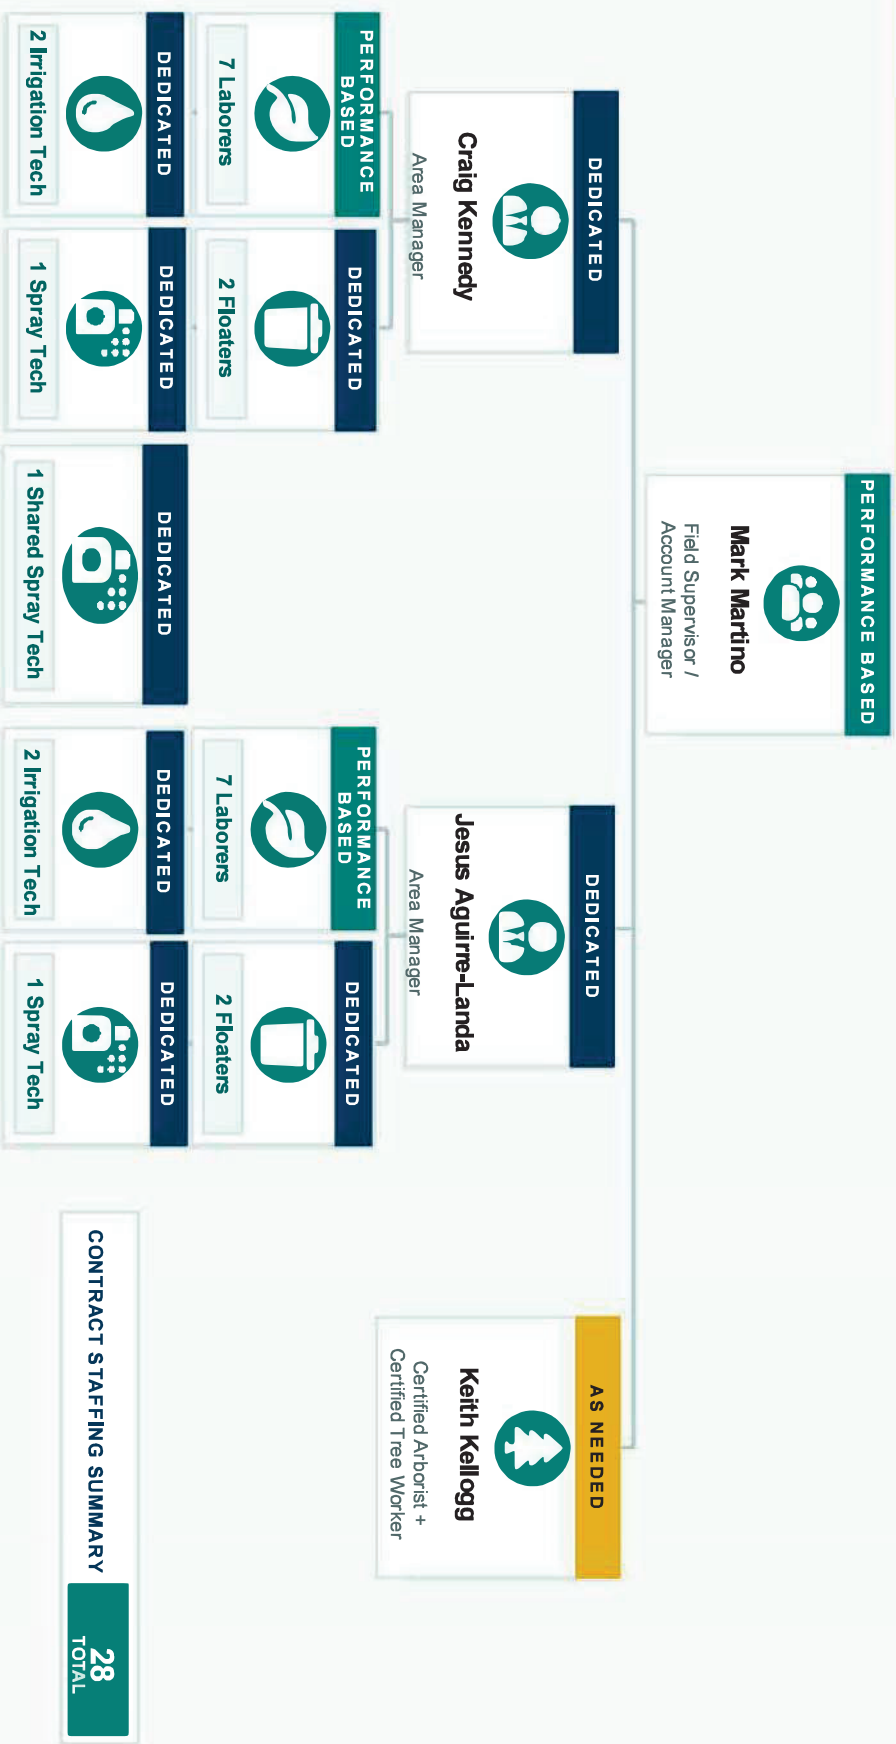 PERFORMANCE BASED
Mark Martino
Field Supervisor /
Account Manager
DEDICATED
Craig Kennedy
Area Manager
DEDICATED
Jesus Aguirre-Landa
Area Manager
AS NEEDED
Keith Kellogg
Certified Arborist +
Certified Tree Worker
PERFORMANCE
BASED
7 Laborers
DEDICATED
2 Floaters
PERFORMANCE
BASED
7 Laborers
DEDICATED
2 Floaters
DEDICATED
2 Irrigation Tech
DEDICATED
1 Spray Tech
DEDICATED
1 Shared Spray Tech
DEDICATED
2 Irrigation Tech
DEDICATED
1 Spray Tech
CONTRACT STAFFING SUMMARY
28
TOTAL